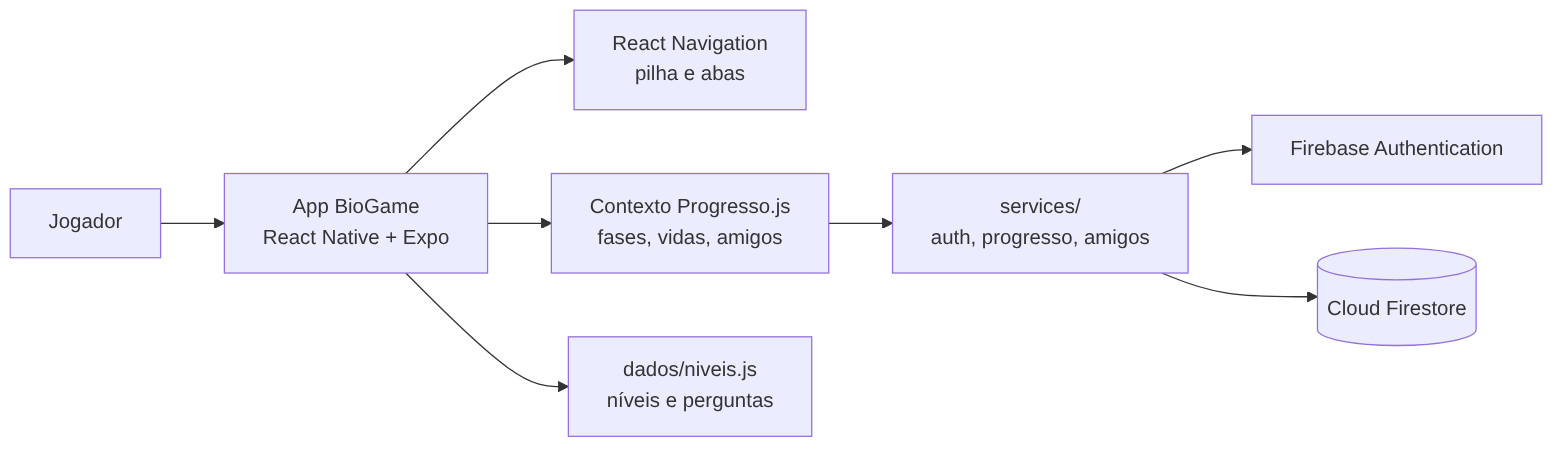 Jogador
App BioGame
React Native + Expo
React Navigation
pilha e abas
Contexto Progresso.js
fases, vidas, amigos
dados/niveis.js
níveis e perguntas
services/
auth, progresso, amigos
Firebase Authentication
Cloud Firestore